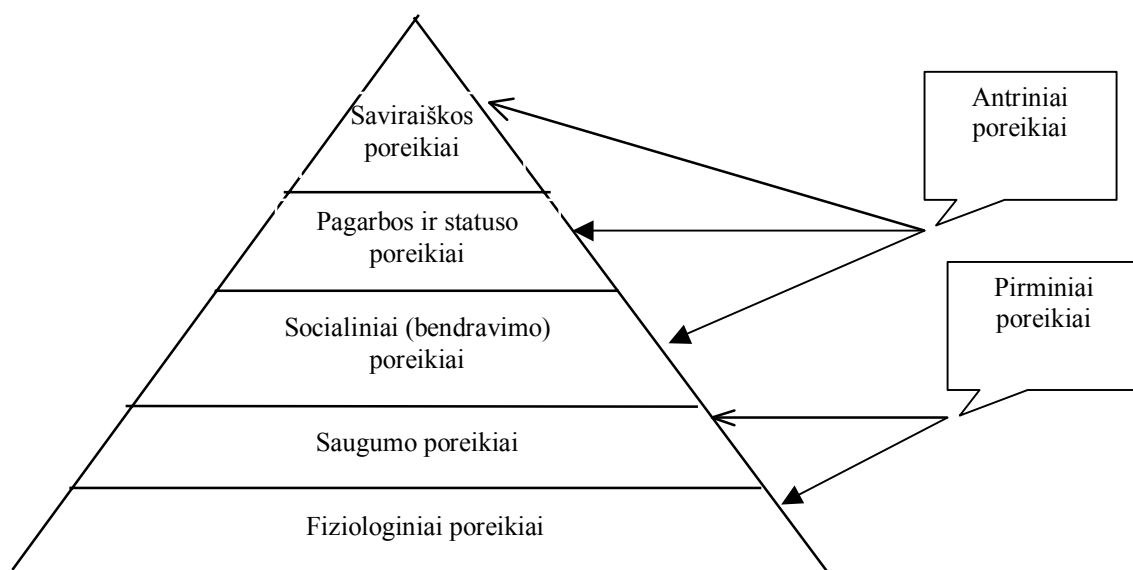 Saviraiškos
poreikiai
Pagarbos ir statuso
poreikiai
Socialiniai (bendravimo)
poreikiai
Saugumo poreikiai
Fiziologiniai poreikiai
Antriniai
poreikiai
Pirminiai
poreikiai